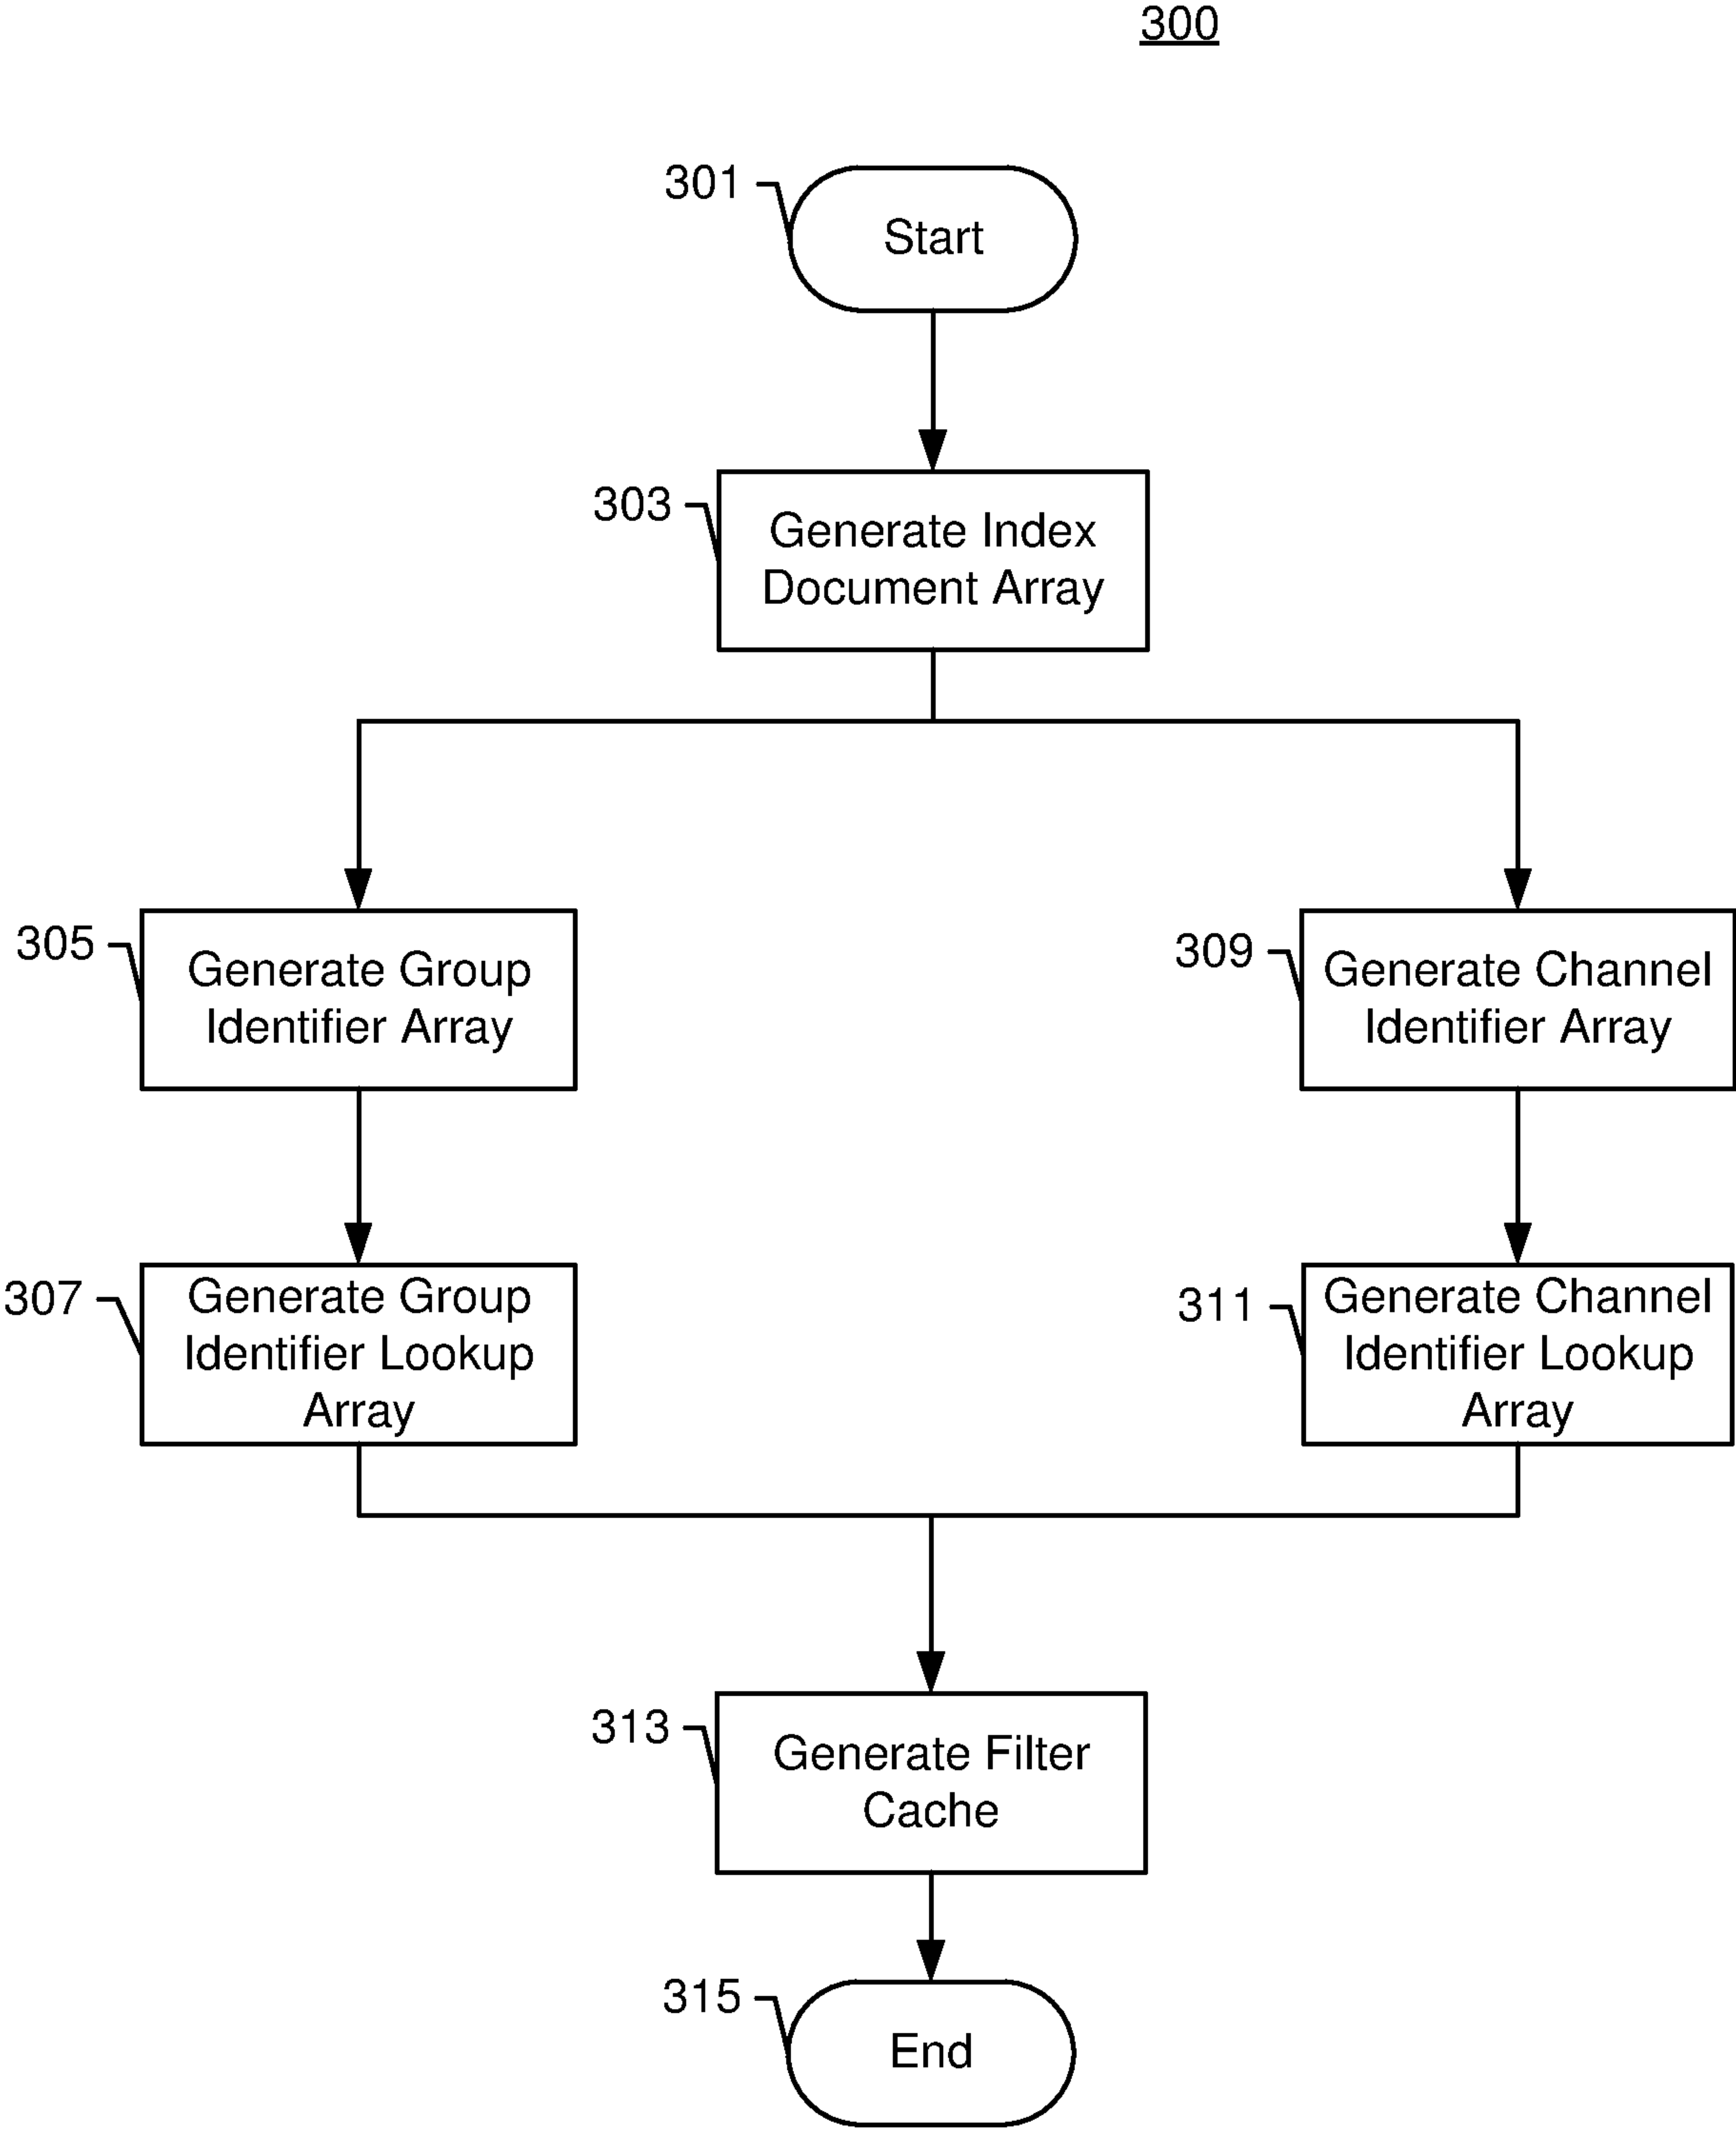 300
301
Start
303
Generate Index
Document Array
305
Generate Group
Identifier Array
309
Generate Channel
Identifier Array
307
Generate Group
Identifier Lookup
Array
311
Generate Channel
Identifier Lookup
Array
313
Generate Filter
Cache
315
End